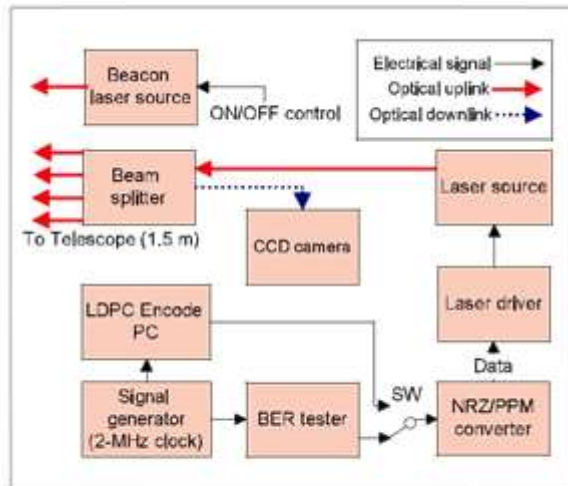 Beacon
laser source
ON/OFF control
Electrical signal
Optical uplink
Optical downlink
Beam
splitter
To Telescope (1.5 m)
CCD camera
Laser source
LDPC Encode
PC
Laser driver
Data
Signal
generator
(2-MHz clock)
BER tester
SW
NRZ/PPM
converter